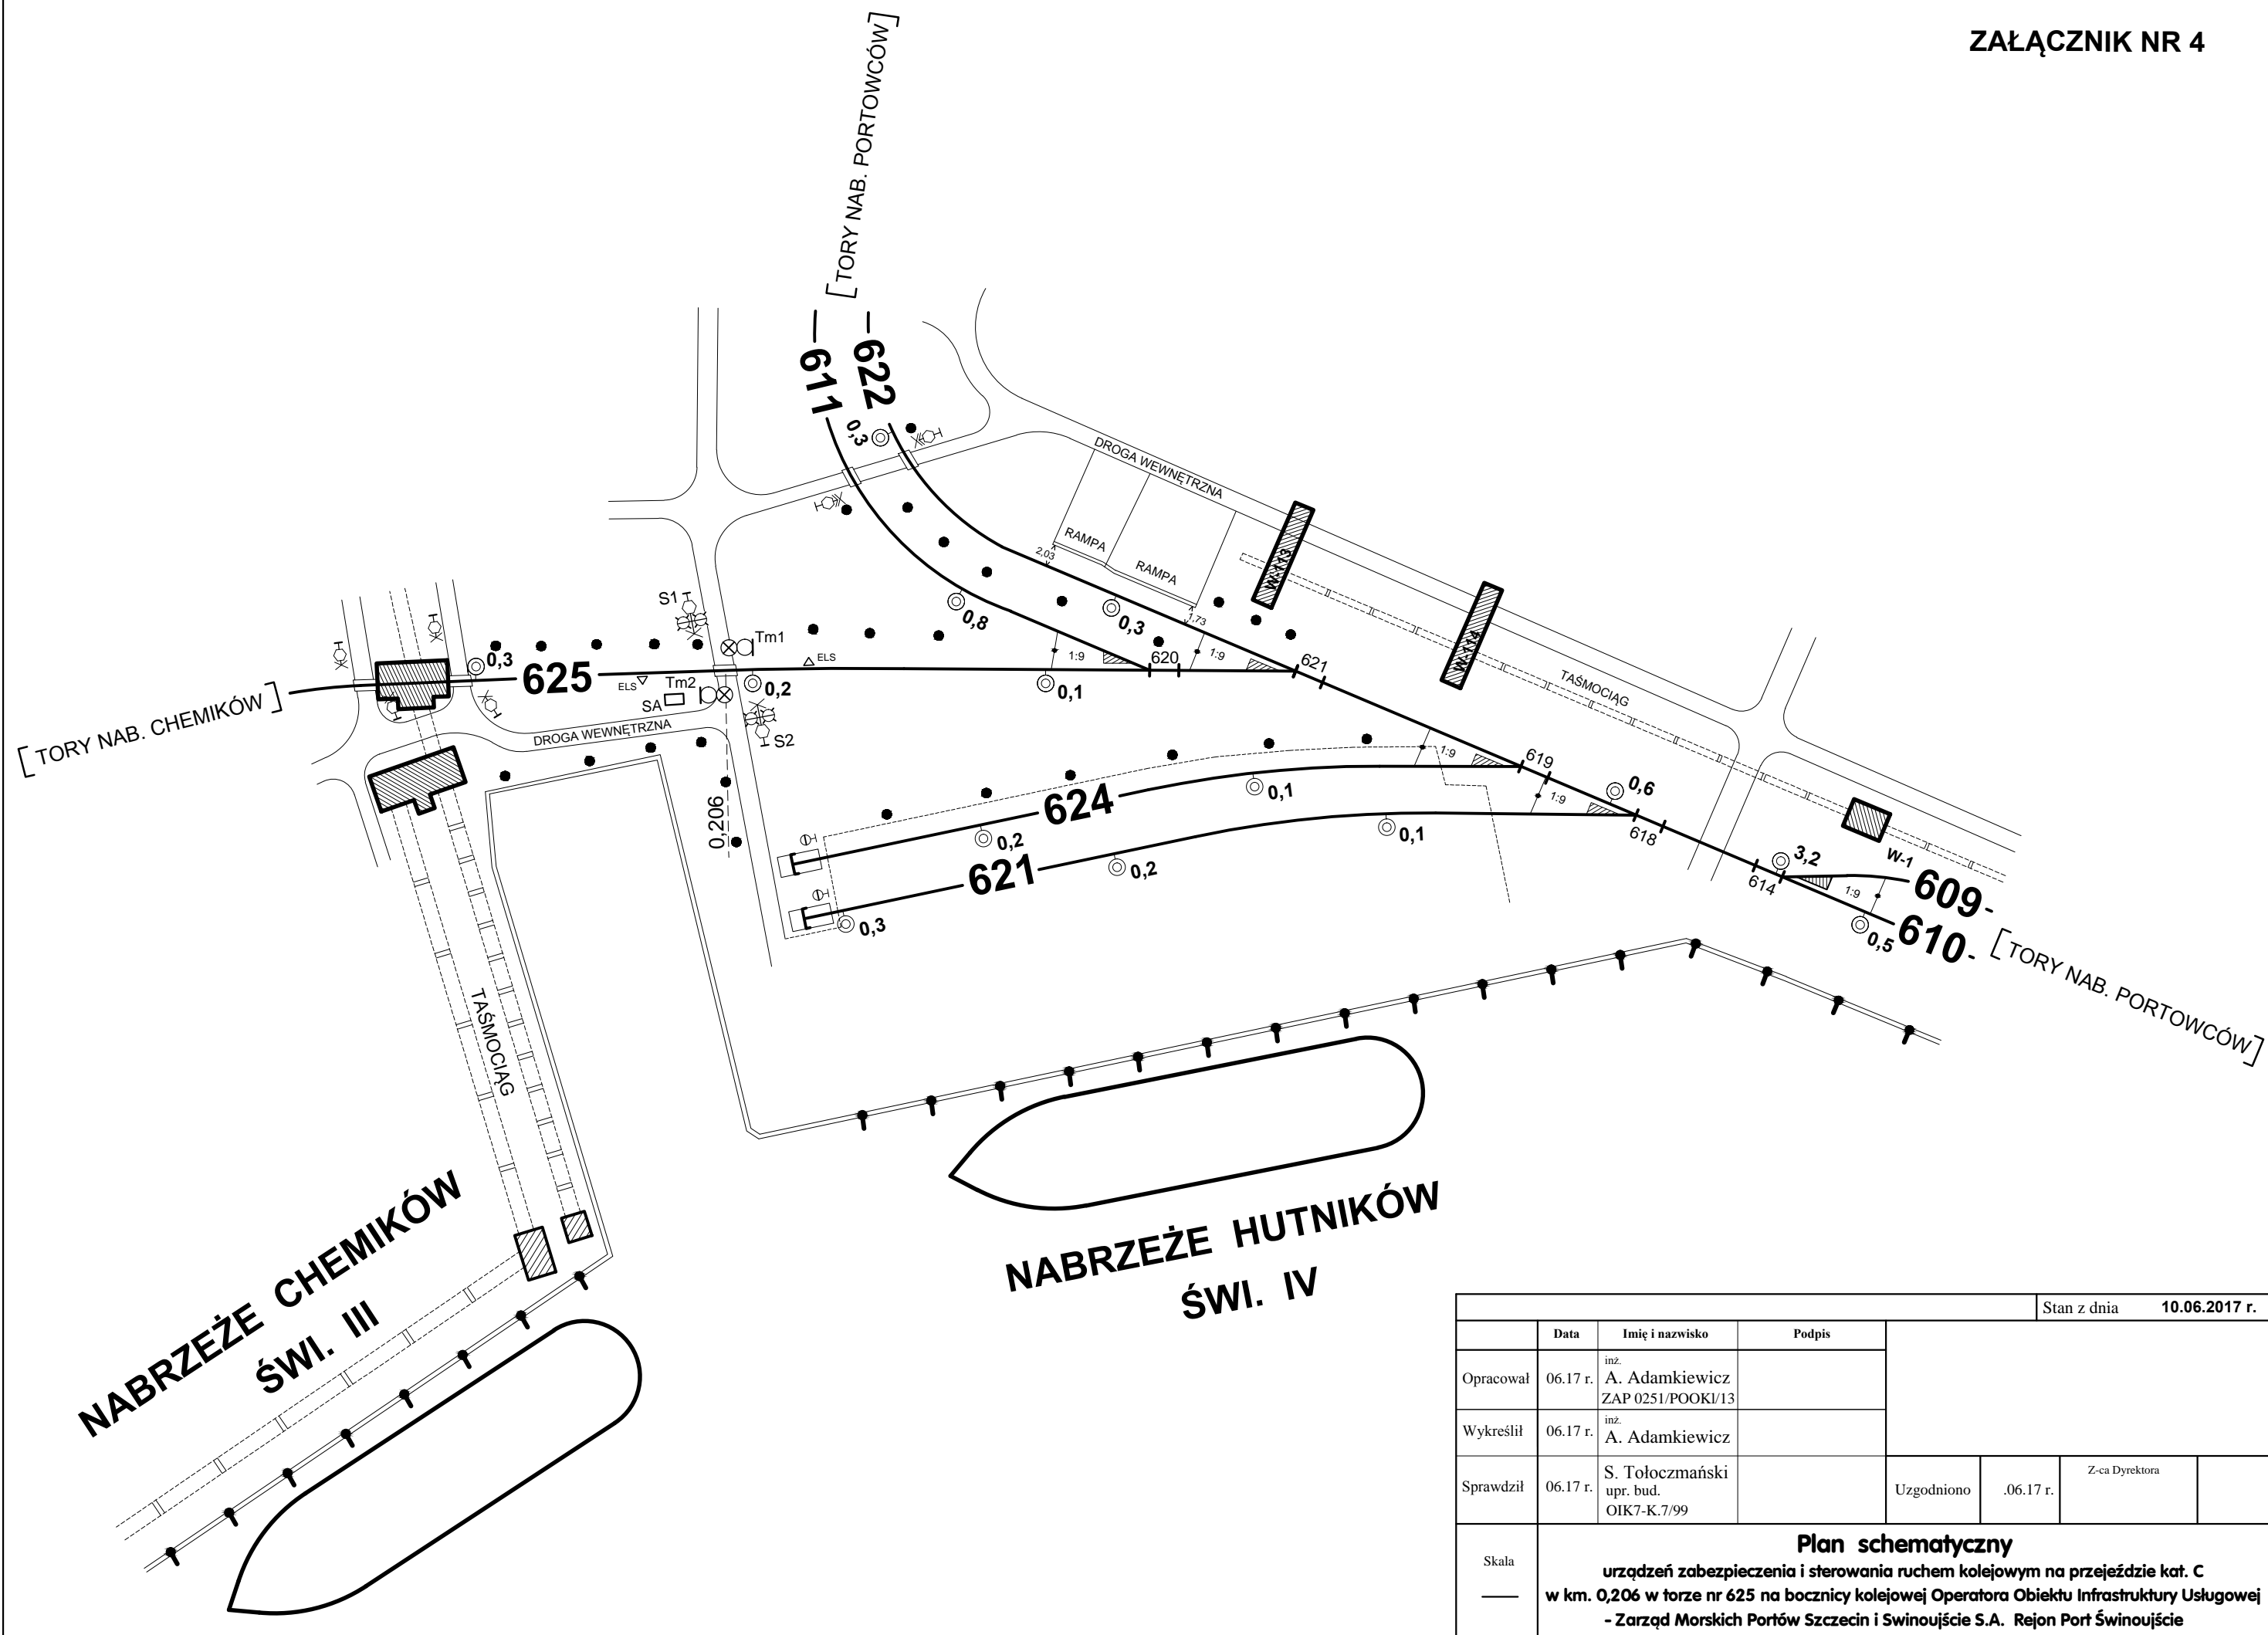 ZAŁĄCZNIK NR 4
[TORY NAB. PORTOWCÓW]
611
622
0,3
DROGA WEWNĘTRZNA
RAMPA
RAMPA
2,03
1,73
W-113
W-114
TAŚMOCIĄG
S1
Tm1
ELS
0,8
0,3
1:9
620
1:9
621
0,3
625
ELS
Tm2
SA
0,2
0,1
S2
[TORY NAB. CHEMIKÓW]
DROGA WEWNĘTRZNA
0,206
1:9
619
1:9
0,6
618
624
0,1
0,2
621
0,1
0,2
0,3
3,2
614
1:9
W-1
609-
0,5
610-
[TORY NAB. PORTOWCÓW]
TAŚMOCIĄG
NABRZEŻE CHEMIKÓW
ŚWI. III
NABRZEŻE HUTNIKÓW
ŚWI. IV
Stan z dnia 10.06.2017 r.
Data Imię i nazwisko Podpis
Opracował 06.17 r. inż.
A. Adamkiewicz
ZAP 0251/POOKl/13
Wykreślił 06.17 r. inż.
A. Adamkiewicz
Sprawdził 06.17 r. S. Tołoczmański
upr. bud.
OIK7-K.7/99
Uzgodniono .06.17 r. Z-ca Dyrektora
Skala
Plan schematyczny
urządzeń zabezpieczenia i sterowania ruchem kolejowym na przejeździe kat. C
w km. 0,206 w torze nr 625 na bocznicy kolejowej Operatora Obiektu Infrastruktury Usługowej
- Zarząd Morskich Portów Szczecin i Swinoujście S.A. Rejon Port Świnoujście